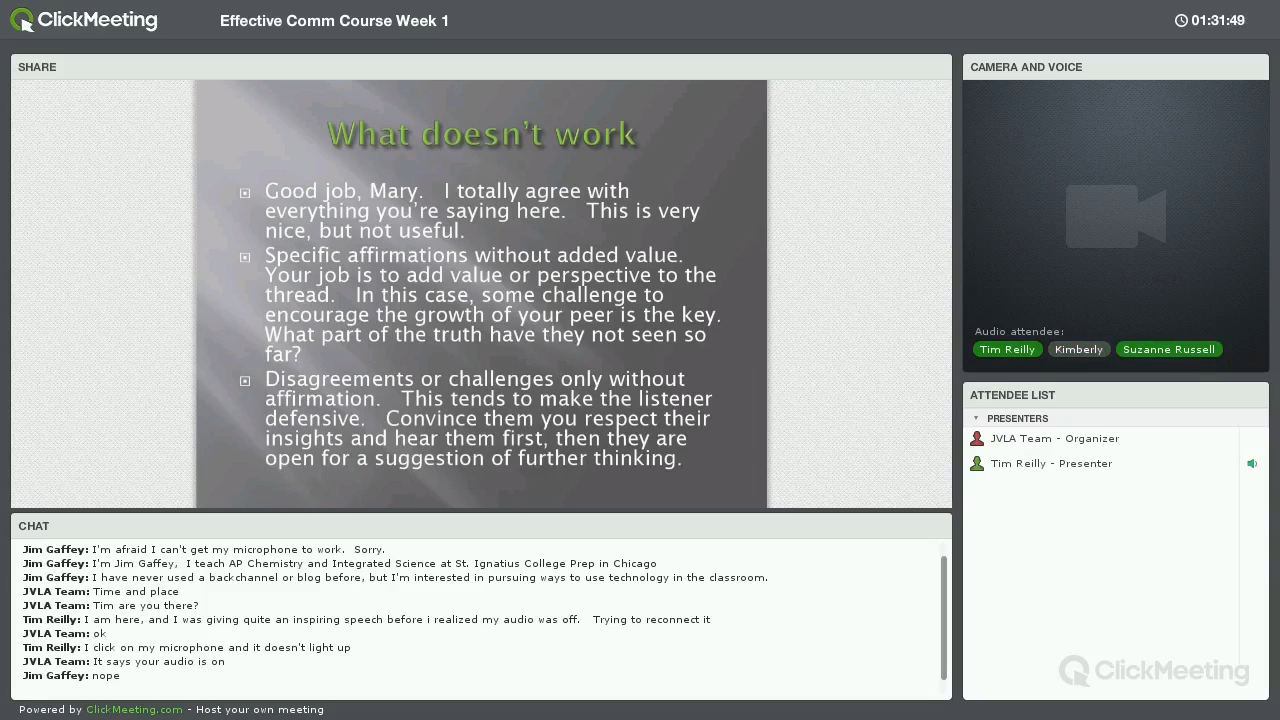 ClickMeeting
Effective Comm Course Week 1
01:31:49
SHARE
What doesn't work
Good job, Mary.   I totally agree with
everything you're saying here.   This is very
nice, but not useful.
Specific affirmations without added value.
Your job is to add value or perspective to the
thread.   In this case, some challenge to
encourage the growth of your peer is the key.
What part of the truth have they not seen so
far?
Disagreements or challenges only without
affirmation.   This tends to make the listener
defensive.   Convince them you respect their
insights and hear them first, then they are
open for a suggestion of further thinking.
CAMERA AND VOICE
Audio attendee:
Tim Reilly
Kimberly
Suzanne Russell
ATTENDEE LIST
PRESENTERS
JVLA Team - Organizer
Tim Reilly - Presenter
ClickMeeting
CHAT
Jim Gaffey: I'm afraid I can't get my microphone to work.   Sorry.
Jim Gaffey: I'm Jim Gaffey,  I teach AP Chemistry and Integrated Science at St. Ignatius College Prep in Chicago
Jim Gaffey: I have never used a backchannel or blog before, but I'm interested in pursuing ways to use technology in the classroom.
JVLA Team: Time and place
JVLA Team: Tim are you there?
Tim Reilly: I am here, and I was giving quite an inspiring speech before i realized my audio was off.   Trying to reconnect it
JVLA Team: ok
Tim Reilly: I click on my microphone and it doesn't light up
JVLA Team: It says your audio is on
Jim Gaffey: nope
Powered by ClickMeeting.com - Host your own meeting